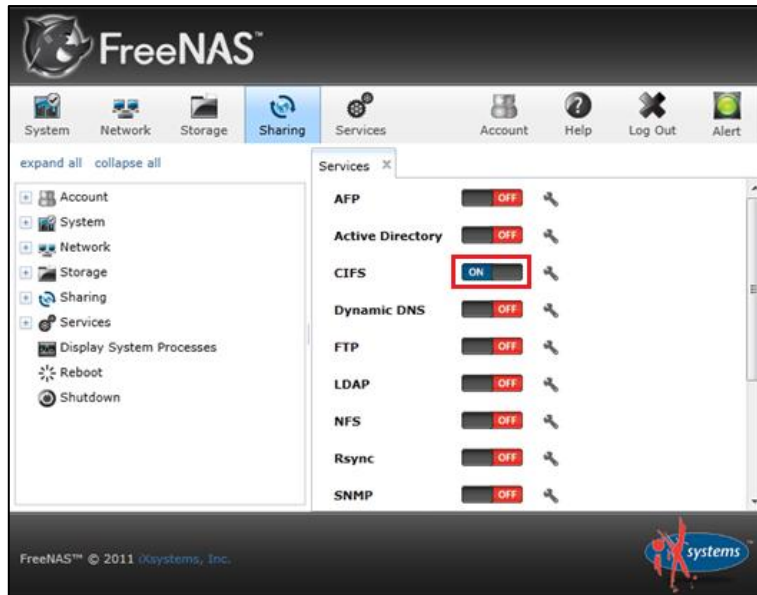 FreeNAS™
System Network Storage Sharing Services Account Help Log Out Alert
expand all collapse all
Account
System
Network
Storage
Sharing
Services
Display System Processes
Reboot
Shutdown
Services
AFP OFF
Active Directory OFF
CIFS ON
Dynamic DNS OFF
FTP OFF
LDAP OFF
NFS OFF
Rsync OFF
SNMP OFF
FreeNAS™ © 2011 iXsystems, Inc.
iXsystems™